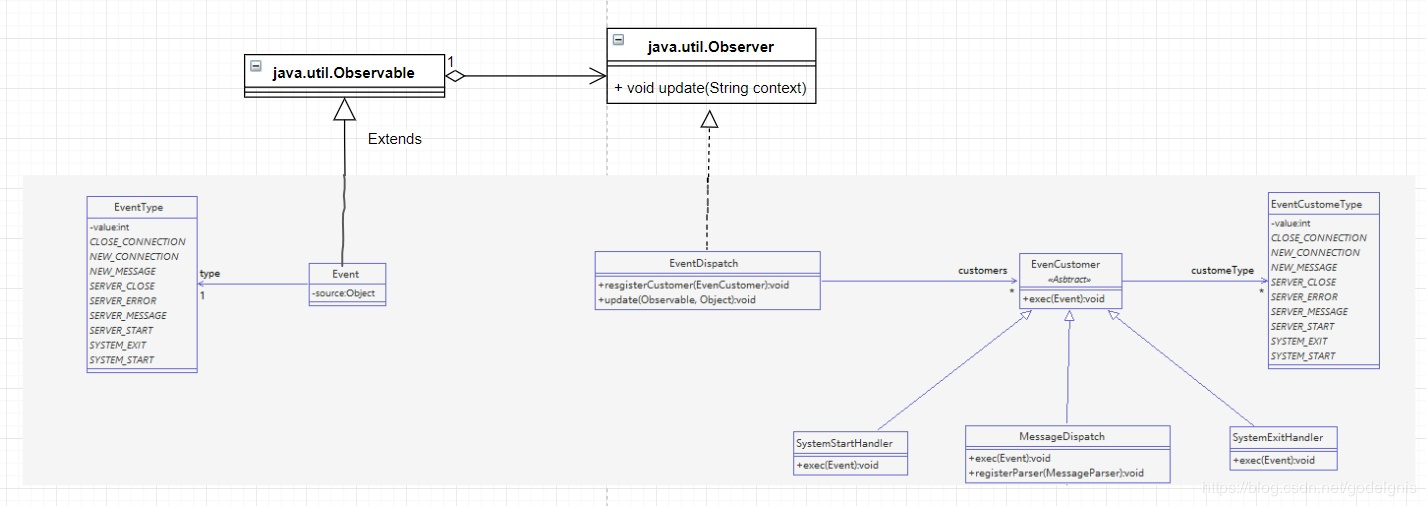 java.util.Observable
1
java.util.Observer
+ void update(String context)
Extends
EventType
-value:int
CLOSE_CONNECTION
NEW_CONNECTION
NEW_MESSAGE
SERVER_CLOSE
SERVER_ERROR
SERVER_MESSAGE
SERVER_START
SYSTEM_EXIT
SYSTEM_START
type
1
Event
-source:Object
EventDispatch
+resgisterCustomer(EvenCustomer):void
+update(Observable, Object):void
customers
*
EvenCustomer
«Asbtract»
+exec(Event):void
customeType
*
EventCustomeType
-value:int
CLOSE_CONNECTION
NEW_CONNECTION
NEW_MESSAGE
SERVER_CLOSE
SERVER_ERROR
SERVER_MESSAGE
SERVER_START
SYSTEM_EXIT
SYSTEM_START
SystemStartHandler
+exec(Event):void
MessageDispatch
+exec(Event):void
+registerParser(MessageParser):void
SystemExitHandler
+exec(Event):void
https://blog.csdn.net/godeIgnis